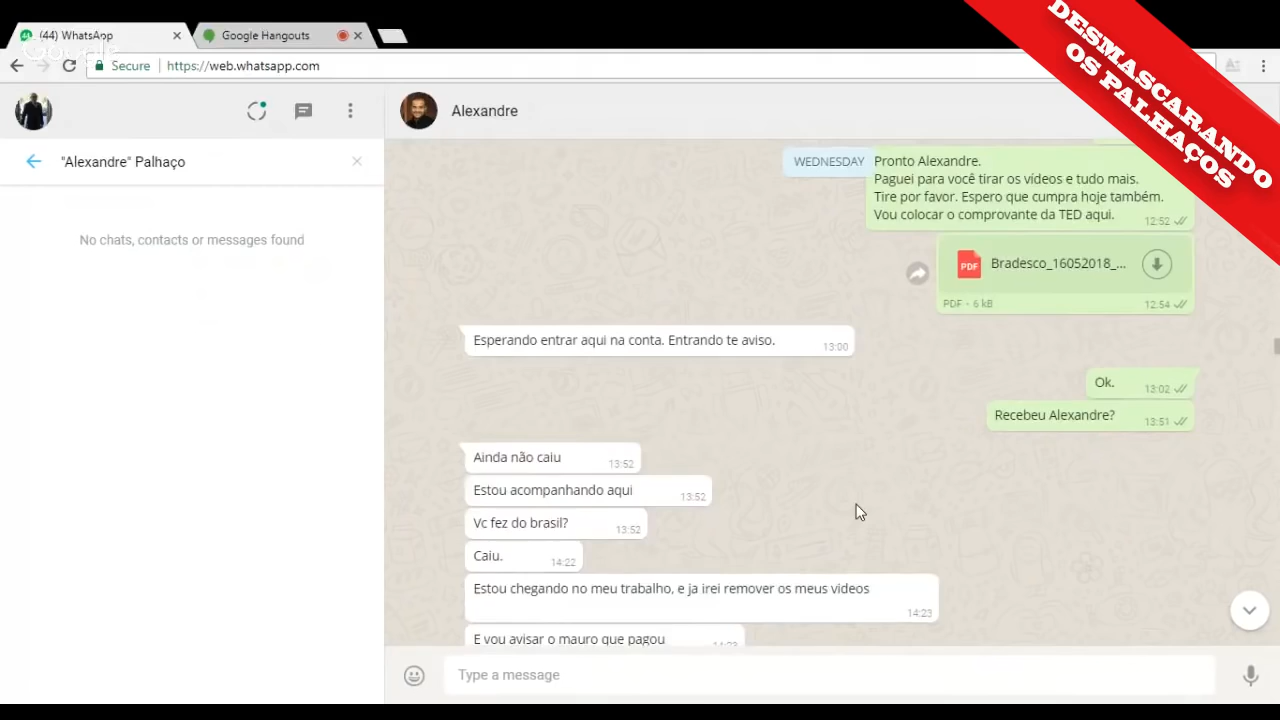 (44) WhatsApp
Google Hangouts
Google
Secure
https://web.whatsapp.com
DESMASCARANDO
OS PALHAÇOS
Alexandre
"Alexandre" Palhaço
No chats, contacts or messages found
WEDNESDAY
Pronto Alexandre.
Paguei para você tirar os vídeos e tudo mais.
Tire por favor. Espero que cumpra hoje também.
Vou colocar o comprovante da TED aqui.
12:52
PDF
Bradesco_16052018_...
PDF • 6 kB
12:54
Esperando entrar aqui na conta. Entrando te aviso.
13:00
Ok.
13:02
Recebeu Alexandre?
13:51
Ainda não caiu
13:52
Estou acompanhando aqui
13:52
Vc fez do brasil?
13:52
Caiu.
14:22
Estou chegando no meu trabalho, e ja irei remover os meus videos
14:23
E vou avisar o mauro que pagou
14:23
Type a message